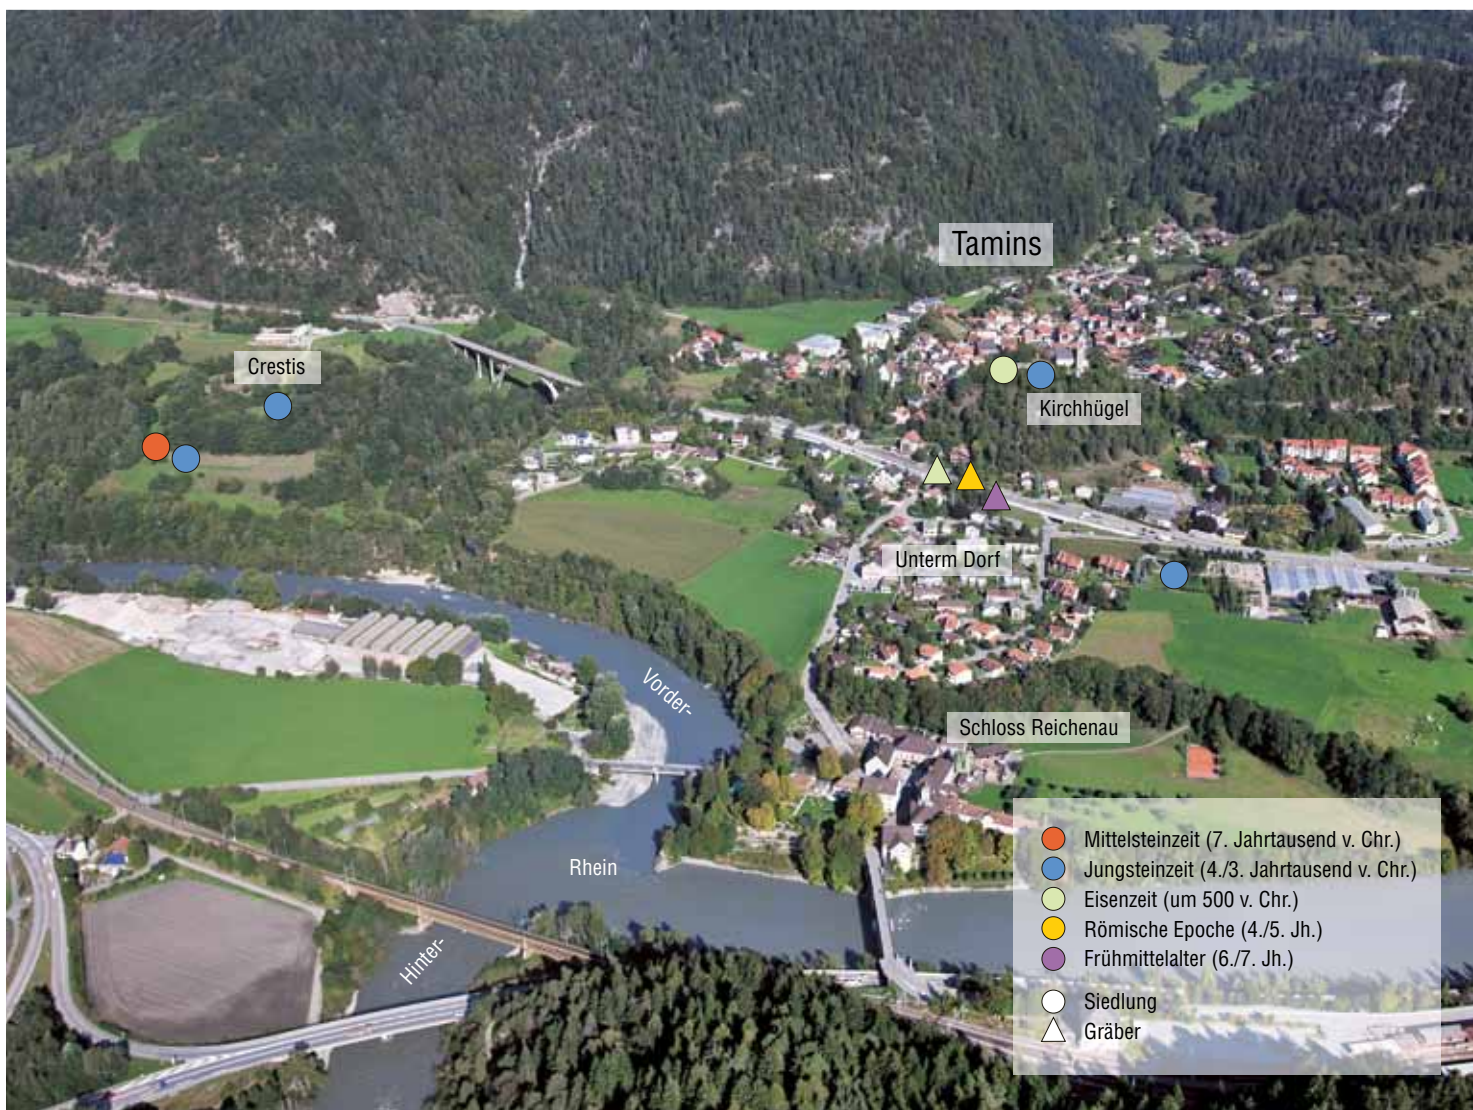 Tamins
Crestis
Kirchhügel
Unterm Dorf
Vorder-
Schloss Reichenau
Rhein
Hinter-
Mittelsteinzeit (7. Jahrtausend v. Chr.)
Jungsteinzeit (4./3. Jahrtausend v. Chr.)
Eisenzeit (um 500 v. Chr.)
Römische Epoche (4./5. Jh.)
Frühmittelalter (6./7. Jh.)
Siedlung
Gräber